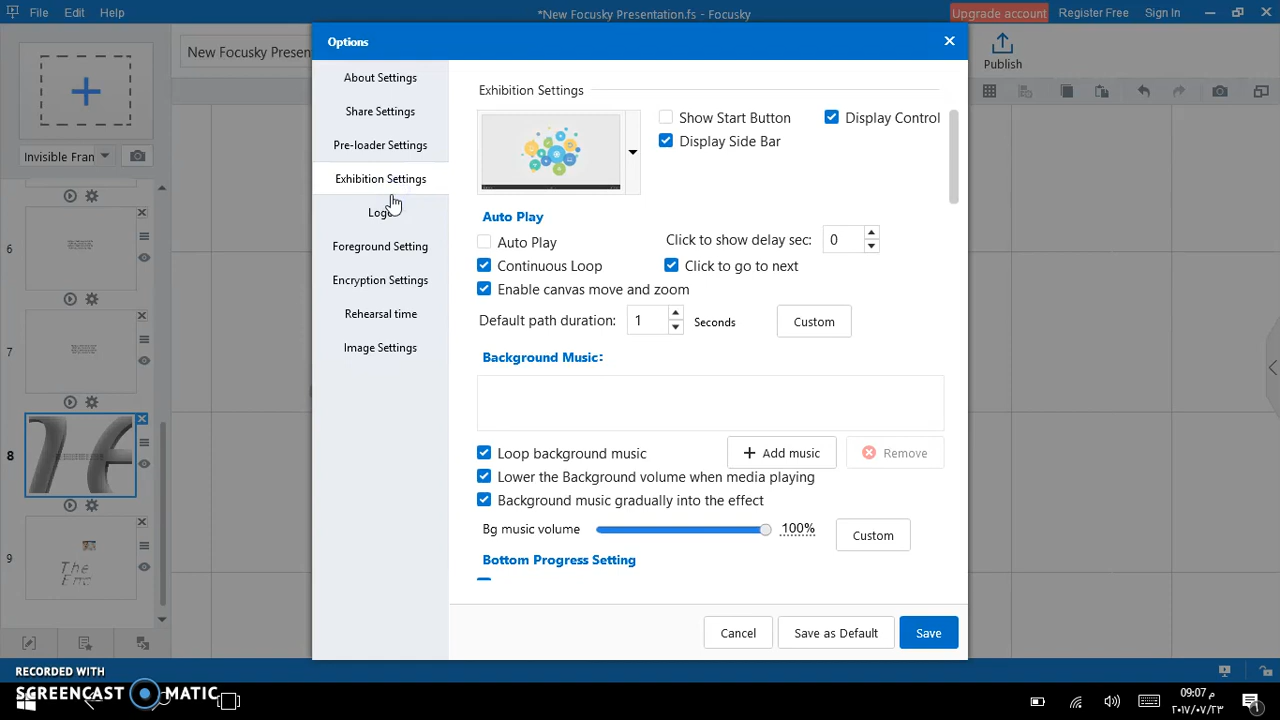 File Edit Help
*New Focusky Presentation.fs - Focusky
Upgrade account Register Free Sign In
New Focusky Presen
Publish
Invisible Fran
Options
About Settings
Share Settings
Pre-loader Settings
Exhibition Settings
Logo
Foreground Setting
Encryption Settings
Rehearsal time
Image Settings
Exhibition Settings
Show Start Button
Display Control
Display Side Bar
Auto Play
Auto Play
Click to show delay sec: 0
Continuous Loop
Click to go to next
Enable canvas move and zoom
Default path duration: 1 Seconds Custom
Background Music:
Loop background music
Add music
Remove
Lower the Background volume when media playing
Background music gradually into the effect
Bg music volume 100% Custom
Bottom Progress Setting
Cancel Save as Default Save
6
7
8
9
The
End
RECORDED WITH
SCREENCAST MATIC
09:07 م
٢٠١٧/٠٧/٢٣
1